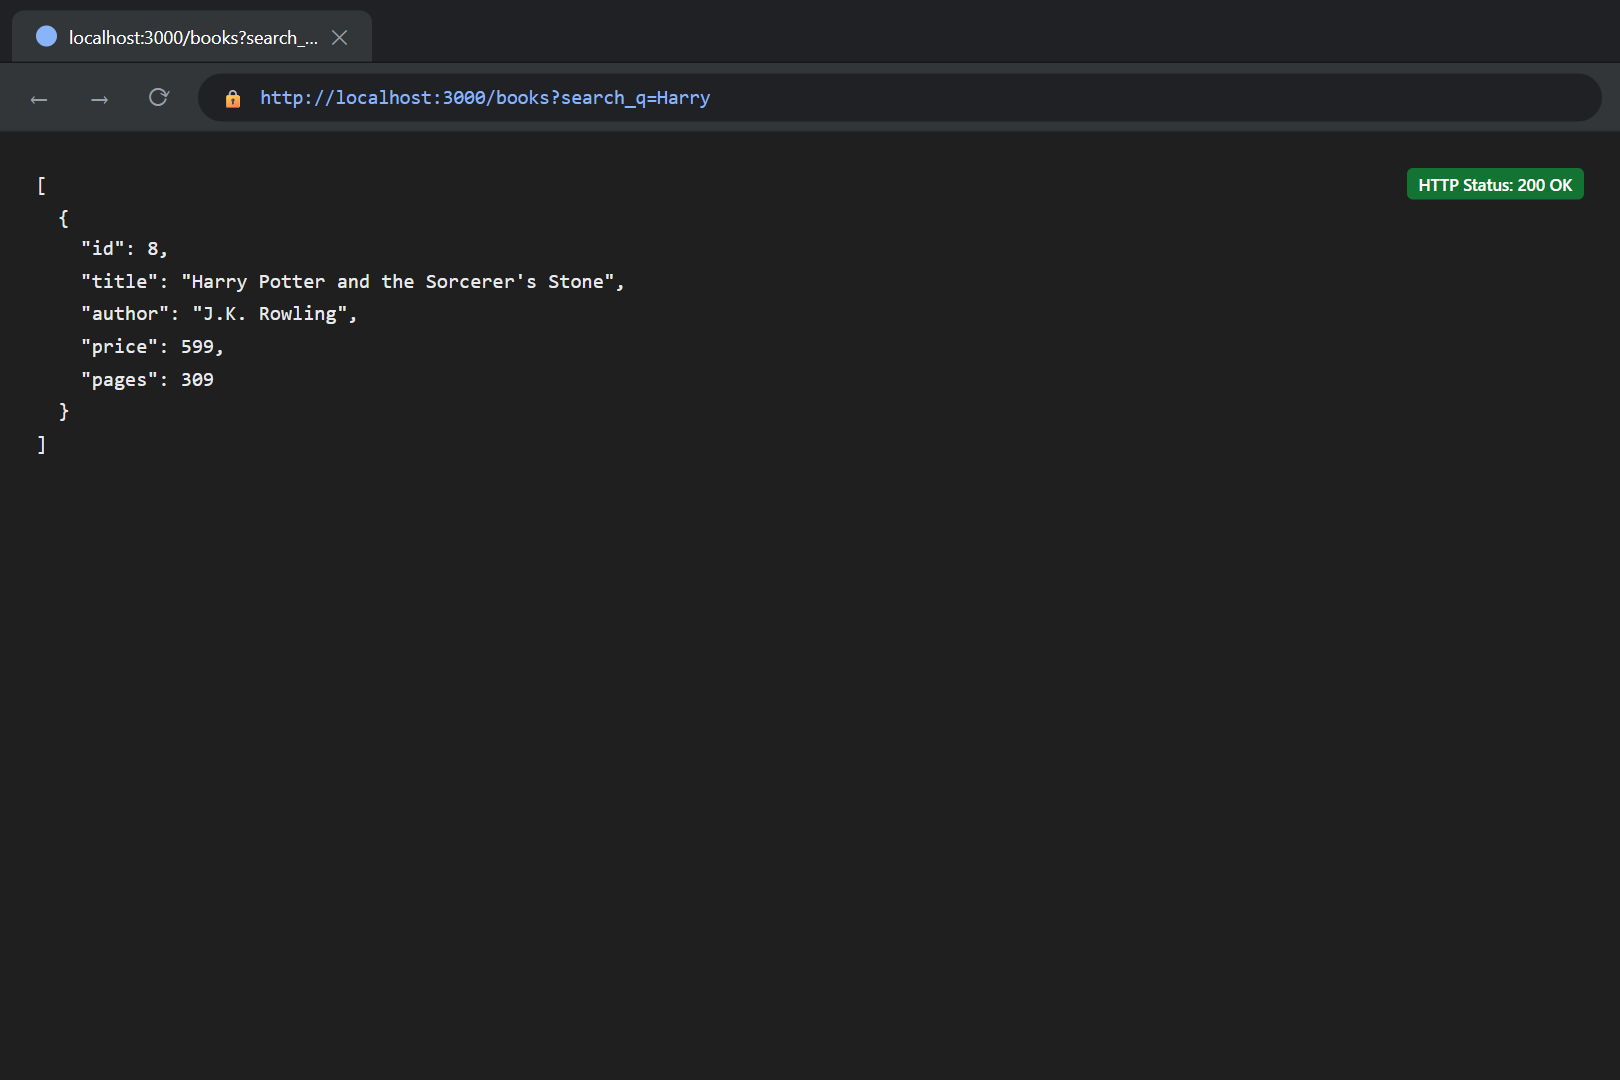 localhost:3000/books?search_...
http://localhost:3000/books?search_q=Harry
HTTP Status: 200 OK
[
  {
    "id": 8,
    "title": "Harry Potter and the Sorcerer's Stone",
    "author": "J.K. Rowling",
    "price": 599,
    "pages": 309
  }
]